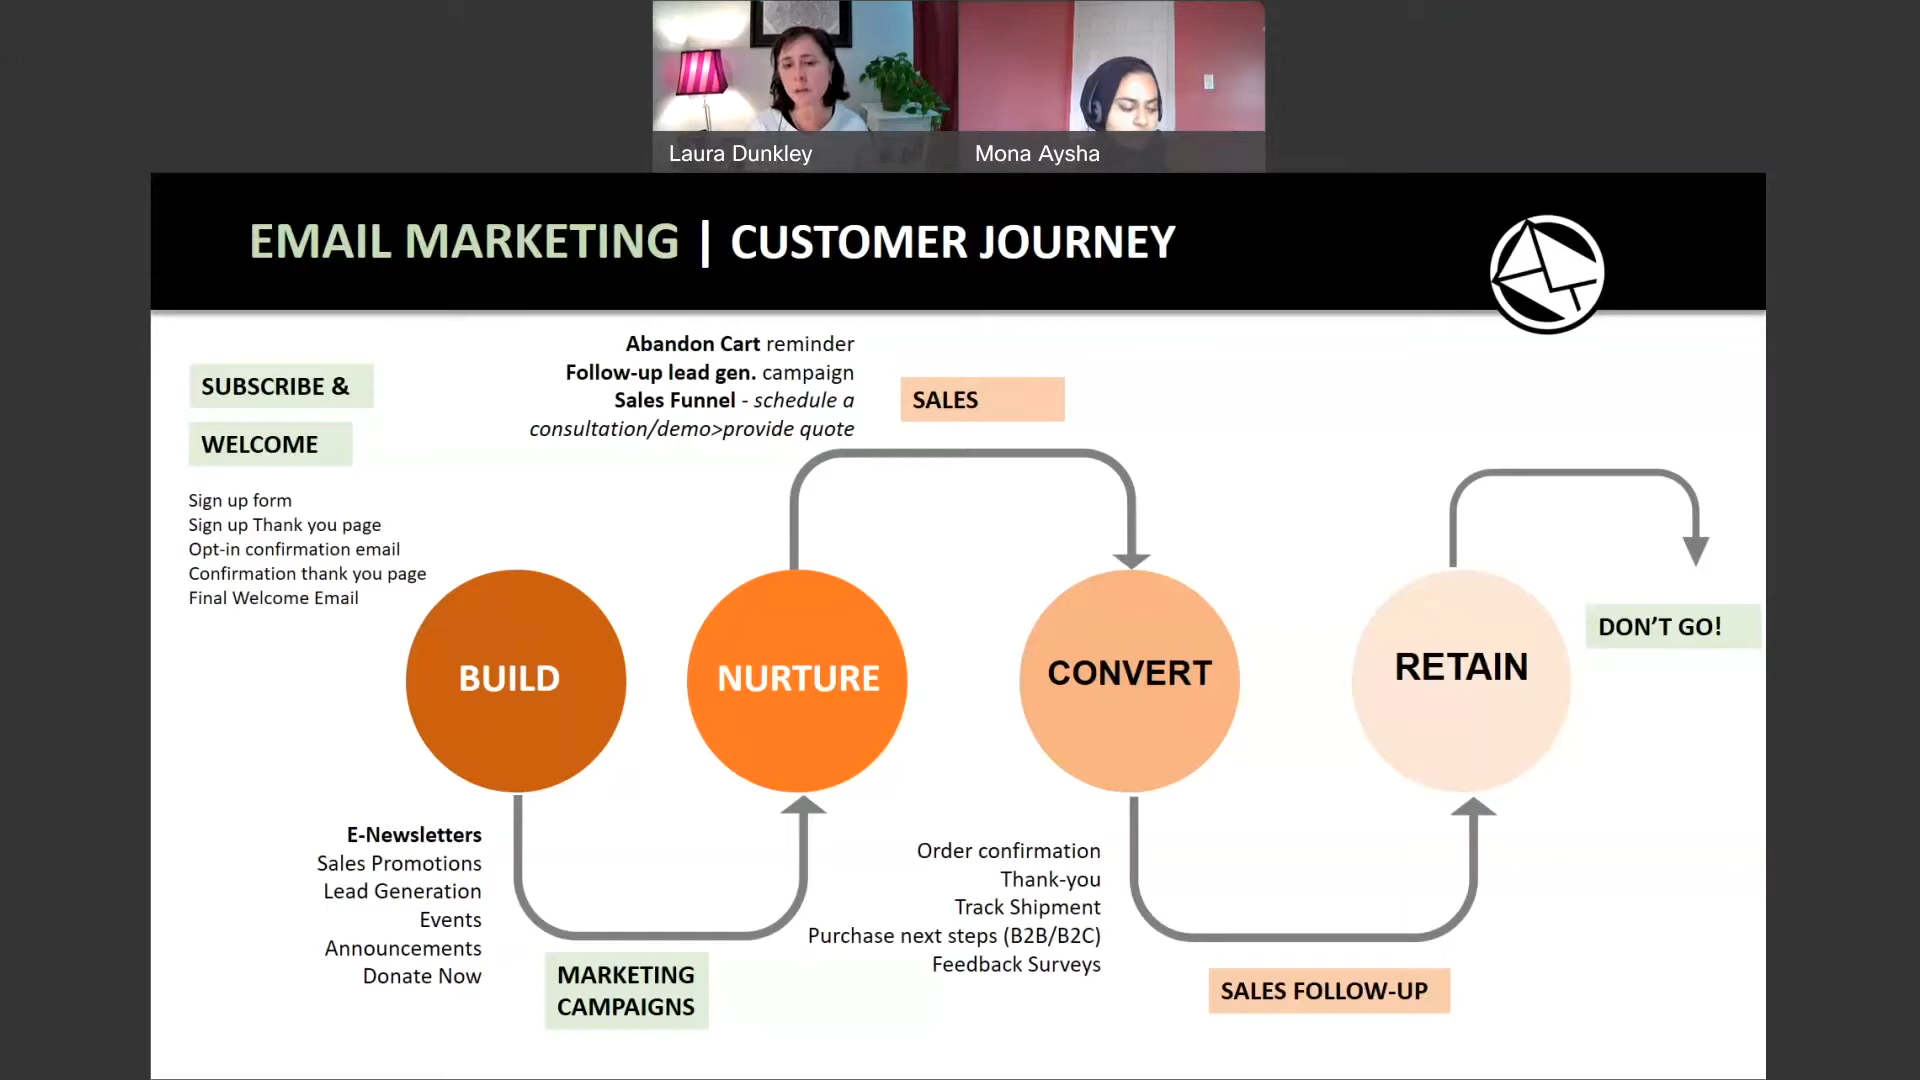 Laura Dunkley
Mona Aysha
EMAIL MARKETING | CUSTOMER JOURNEY
SUBSCRIBE &
WELCOME
Sign up form
Sign up Thank you page
Opt-in confirmation email
Confirmation thank you page
Final Welcome Email
Abandon Cart reminder
Follow-up lead gen. campaign
Sales Funnel - schedule a
consultation/demo>provide quote
SALES
BUILD
NURTURE
CONVERT
RETAIN
DON'T GO!
E-Newsletters
Sales Promotions
Lead Generation
Events
Announcements
Donate Now
MARKETING
CAMPAIGNS
Order confirmation
Thank-you
Track Shipment
Purchase next steps (B2B/B2C)
Feedback Surveys
SALES FOLLOW-UP